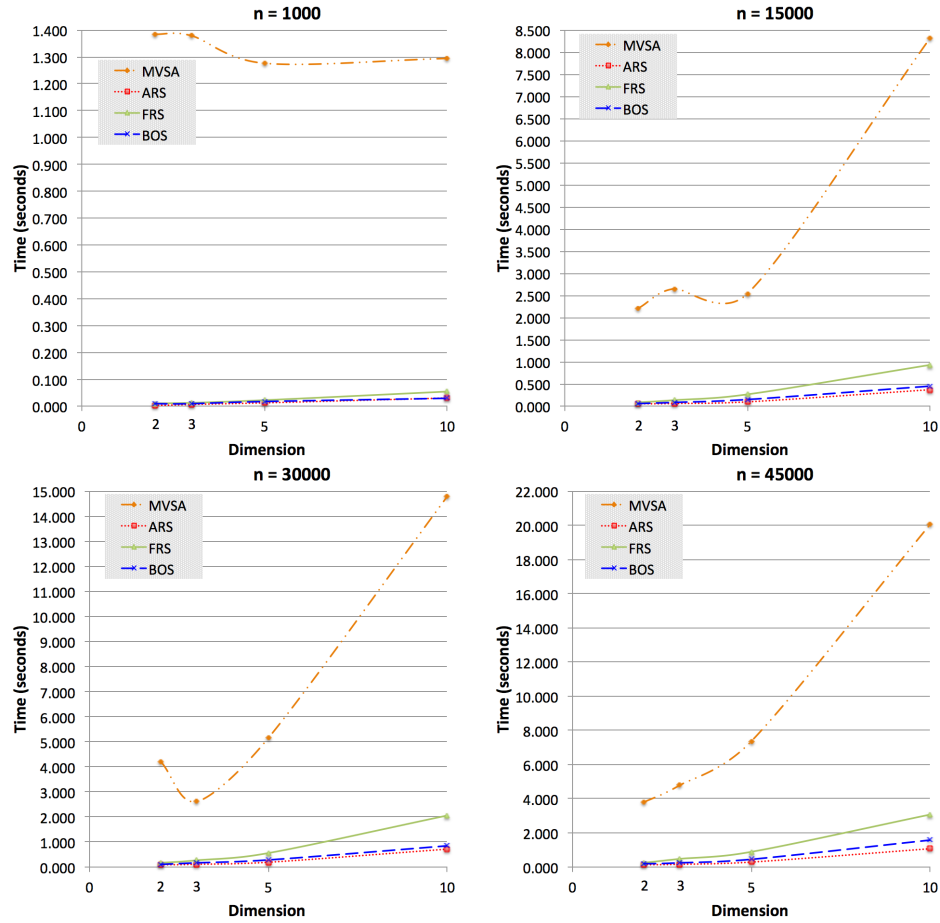 n = 1000
1.400
1.300
1.200
1.100
1.000
0.900
0.800
0.700
0.600
0.500
0.400
0.300
0.200
0.100
0.000
Time (seconds)
MVSA
ARS
FRS
BOS
0 2 3 5 10
Dimension
n = 15000
8.500
8.000
7.500
7.000
6.500
6.000
5.500
5.000
4.500
4.000
3.500
3.000
2.500
2.000
1.500
1.000
0.500
0.000
Time (seconds)
MVSA
ARS
FRS
BOS
0 2 3 5 10
Dimension
n = 30000
15.000
14.000
13.000
12.000
11.000
10.000
9.000
8.000
7.000
6.000
5.000
4.000
3.000
2.000
1.000
0.000
Time (seconds)
MVSA
ARS
FRS
BOS
0 2 3 5 10
Dimension
n = 45000
22.000
20.000
18.000
16.000
14.000
12.000
10.000
8.000
6.000
4.000
2.000
0.000
Time (seconds)
MVSA
ARS
FRS
BOS
0 2 3 5 10
Dimension